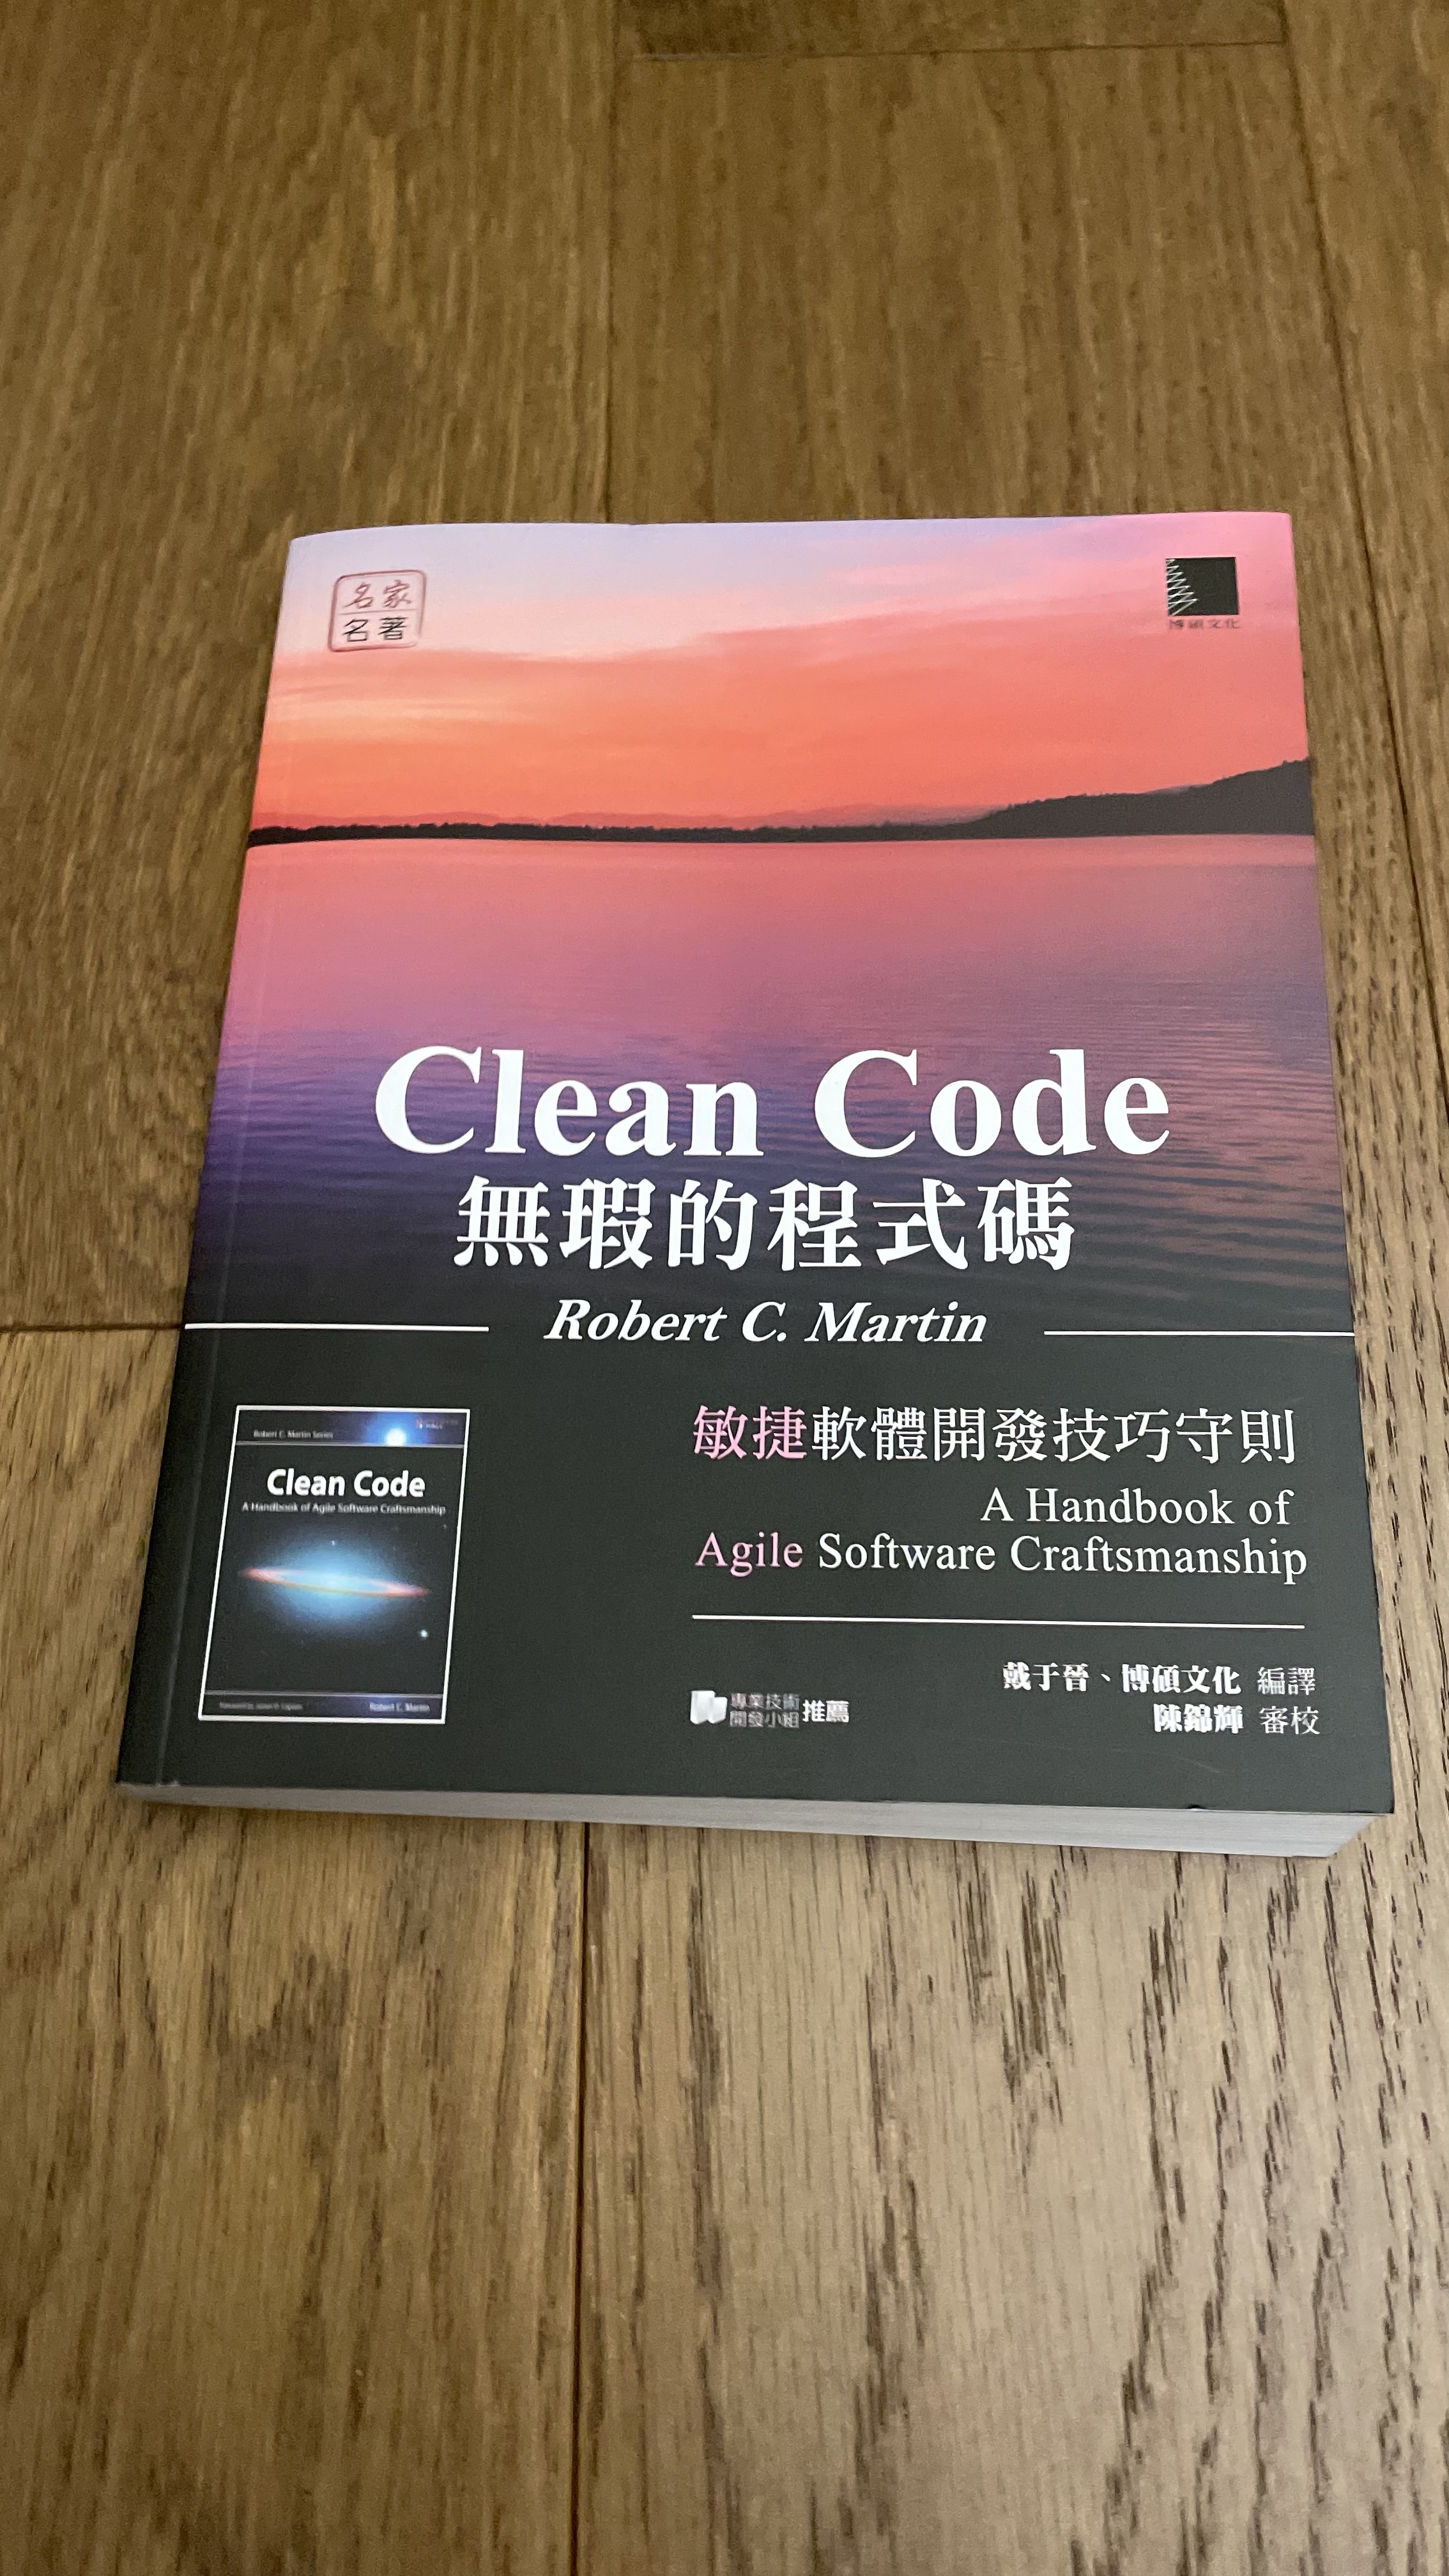 名家
名著
博碩文化
Clean Code
無瑕的程式碼
Robert C. Martin
敏捷軟體開發技巧守則
A Handbook of
Agile Software Craftsmanship
Robert C. Martin Series
Clean Code
A Handbook of Agile Software Craftsmanship
Robert C. Martin
專業技術
開發小組
推薦
戴于晉、博碩文化 編譯
陳錦輝 審校